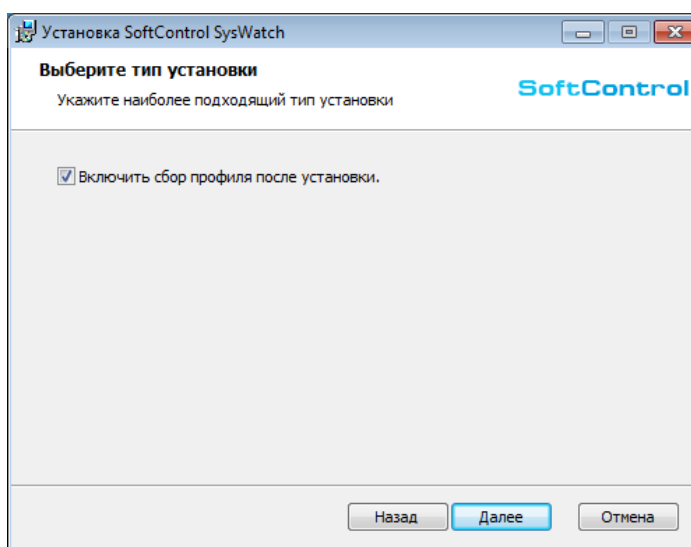 Установка SoftControl SysWatch
Выберите тип установки
Укажите наиболее подходящий тип установки
SoftControl
Включить сбор профиля после установки.
Назад
Далее
Отмена